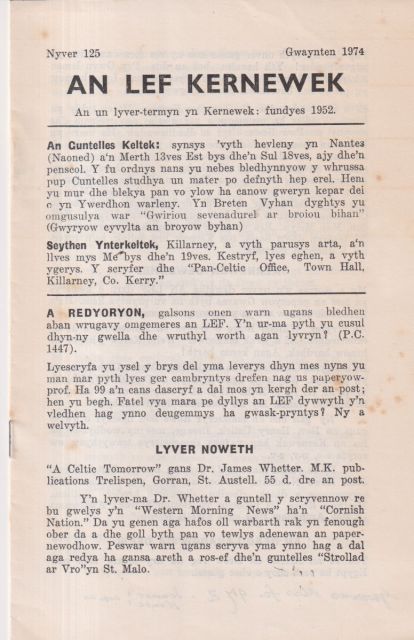 Nyver 125 Gwaynten 1974
AN LEF KERNEWEK
An un lyver-termyn yn Kernewek: fundyes 1952.
An Guntelles Keltek: synsys 'vyth hevleny yn Nantes
(Naoned) a'n Merth 13ves Est bys dhe'n Sul 18ves, ajy dhe'n
penscol. Y fu ordnys nans yu nebes bledhynnyow y whrussa
pup Cuntelles studhya un mater po defnyth hep erel. Hem
yu mur dhe blekya pan vo ylow ha canow gweryn kepar dei
yn Ywerdhon warleny. Yn Breten Vyhan dyghtys yu
omgusulya war "Gwiriou sevenadurel ar broiou bihan"
(Gwyryow eyvylta an broyow byhan)
Seythen Ynterkeltek, Killarney, a vyth parusys arta, a'n
llves mys Me bys dhe'n 19ves. Kestryf, lyes eghen, a vyth
ygerys. Y scryfer dhe "Pan-Celtic Office, Town Hall,
Killarney, Co. Kerry."
A REDYORYON, galsons onen warn ugans bledhen
aban wrugavy omgemeres an LEF. Y'n ur-ma pyth yu cusul
dhyn-ny gwella dhe wruthyl worth agan lyvryn? (P.C.
1447).
Lyescryfa yu ysel y brys del yma leverys dhyn mes nyns yu
man mar pyth lyes ger cambryntys drefen nag us paperyow-
prof. Ha 99 a'n cans dascryf a dal mos yn kergh der an post;
hen yu begh. Fatel vya mara pe dyllys an LEF dywwyth y'n
vledhen hag ynno deugemmys ha gwask-pryntys? Ny a
welvyth.
LYVER NOWETH
"A Celtic Tomorrow" gans Dr. James Whetter. M.K. pub-
lications Trelispen, Gorran, St. Austell. 55 d. dre an post.
Y'n lyver-ma Dr. Whetter a guntell y scryvennow re
bu gwelys y'n "Western Morning News" ha'n "Cornish
Nation." Da yu genen aga hafos oll warbarth rak yn fenough
ober da a dhe goll byth pan vo tewlys adenewan an paper-
newodhow. Peswar warn ugans scryva yma ynno hag a dal
aga redya ha gansa areth a ros-ef dhe'n guntelles "Strollad
ar Vro"yn St. Malo.